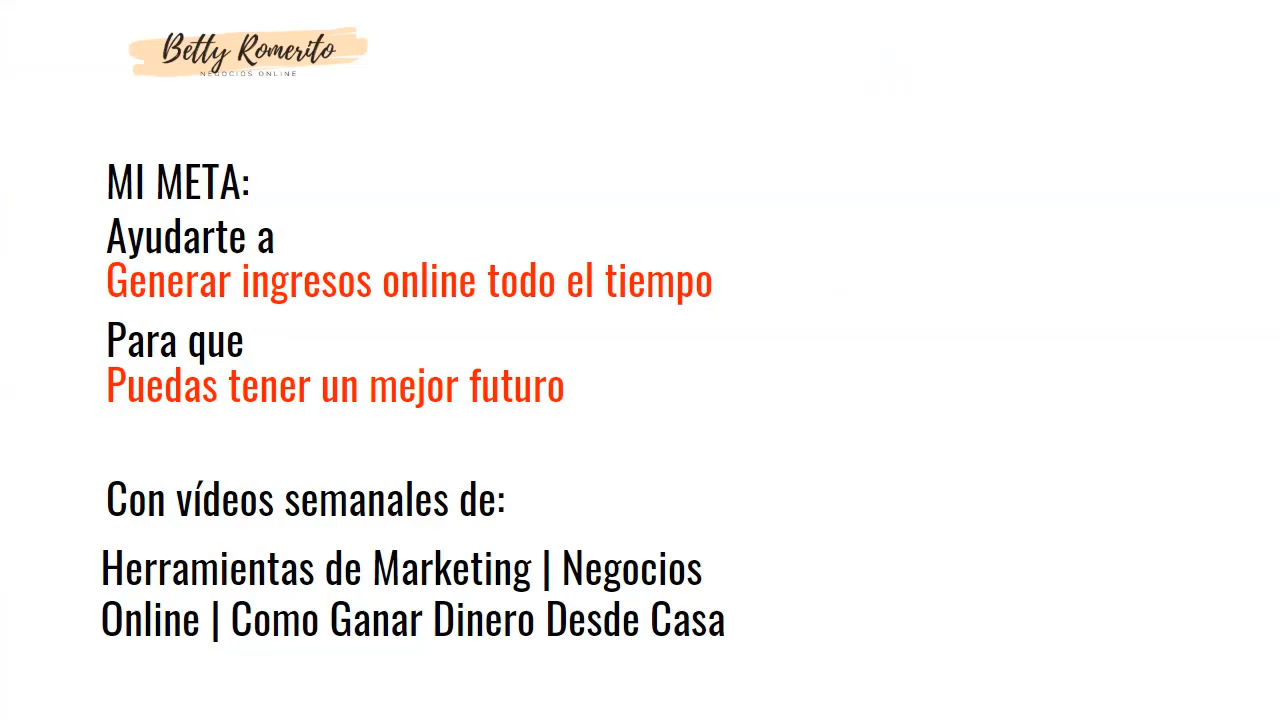 Betty Romerito
NEGOCIOS ONLINE
MI META:
Ayudarte a
Generar ingresos online todo el tiempo
Para que
Puedas tener un mejor futuro
Con vídeos semanales de:
Herramientas de Marketing | Negocios
Online | Como Ganar Dinero Desde Casa